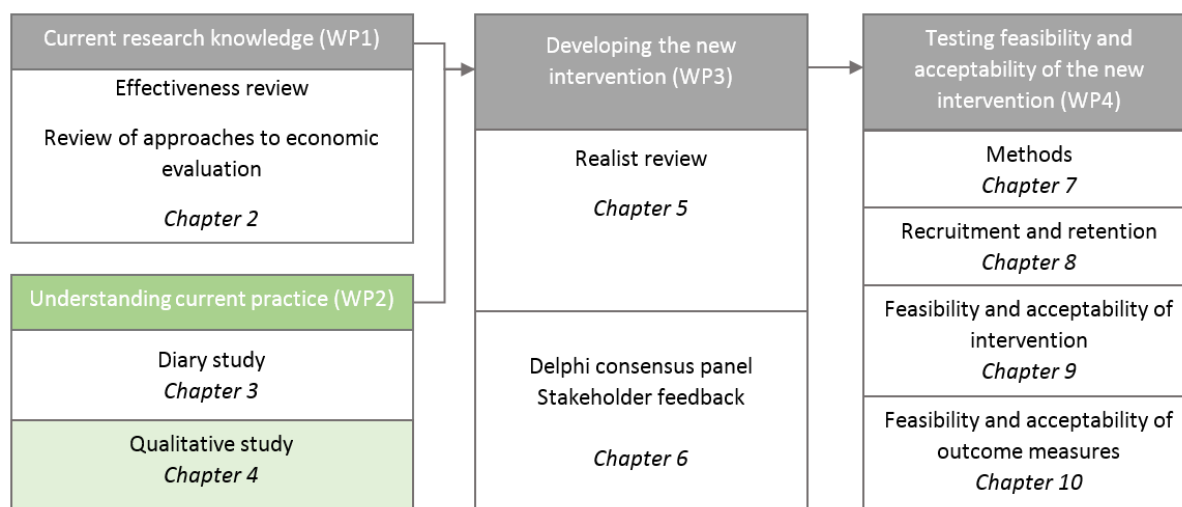 Current research knowledge (WP1)
Effectiveness review
Review of approaches to economic
evaluation
Chapter 2
Understanding current practice (WP2)
Diary study
Chapter 3
Qualitative study
Chapter 4
Developing the new
intervention (WP3)
Realist review
Chapter 5
Delphi consensus panel
Stakeholder feedback
Chapter 6
Testing feasibility and
acceptability of the new
intervention (WP4)
Methods
Chapter 7
Recruitment and retention
Chapter 8
Feasibility and acceptability of
intervention
Chapter 9
Feasibility and acceptability of
outcome measures
Chapter 10